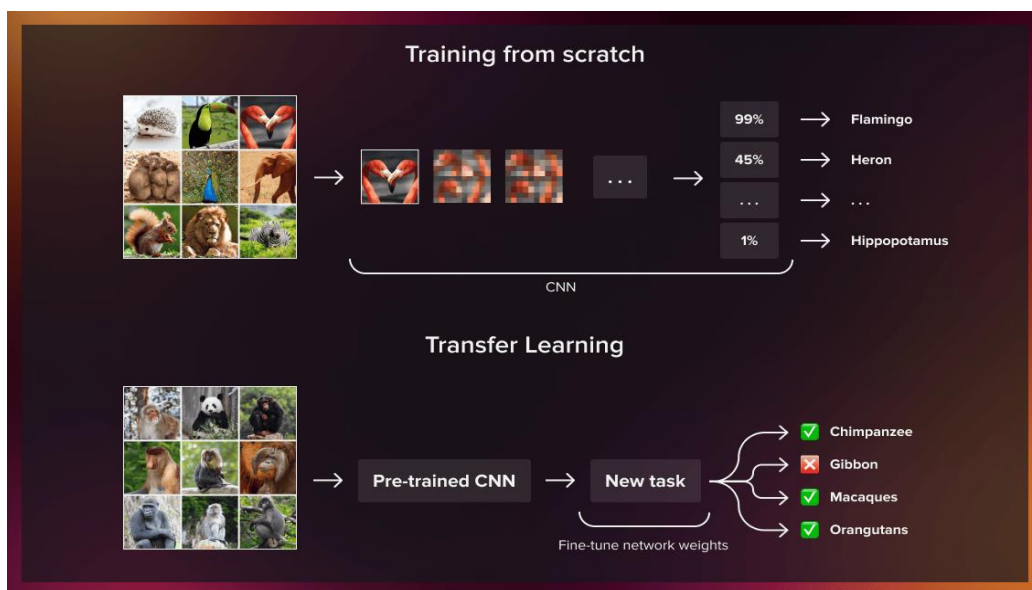 Training from scratch
99%
Flamingo
45%
Heron
...
...
...
1%
Hippopotamus
CNN
Transfer Learning
Chimpanzee
Gibbon
Pre-trained CNN
New task
Macaques
Orangutans
Fine-tune network weights